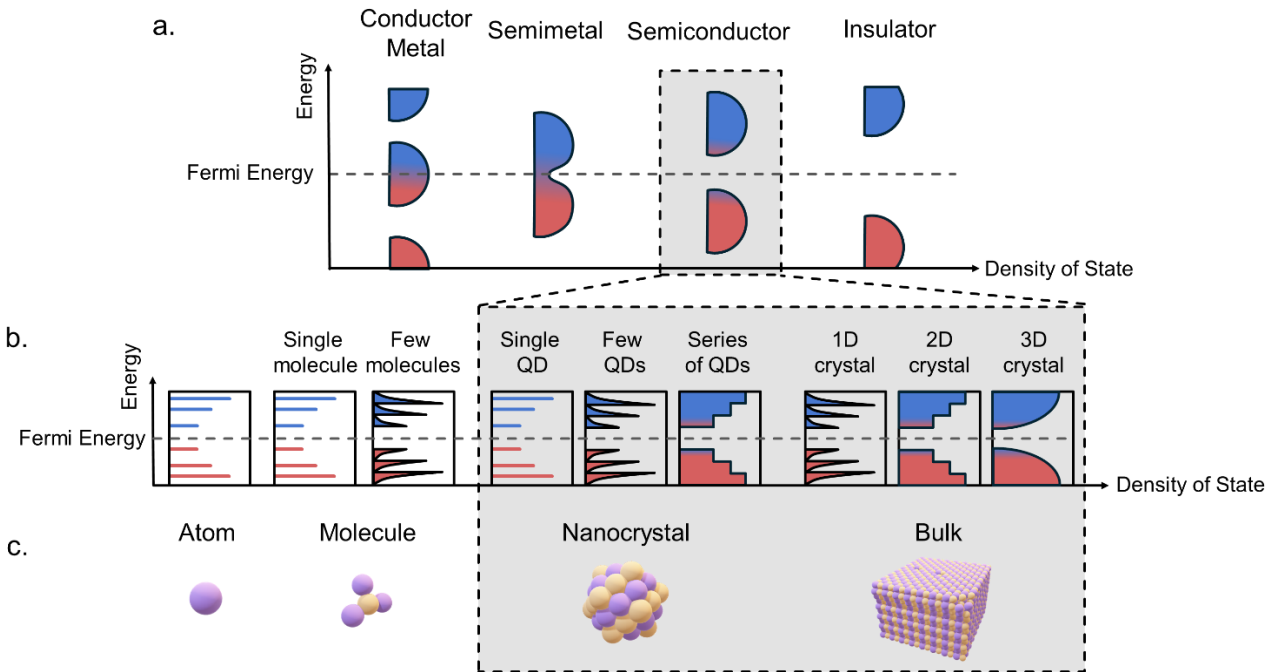 a.
Conductor
Metal
Semimetal
Semiconductor
Insulator
Energy
Fermi Energy
Density of State
b.
Single
molecule
Few
molecules
Single
QD
Few
QDs
Series
of QDs
1D
crystal
2D
crystal
3D
crystal
Energy
Fermi Energy
Density of State
c.
Atom
Molecule
Nanocrystal
Bulk